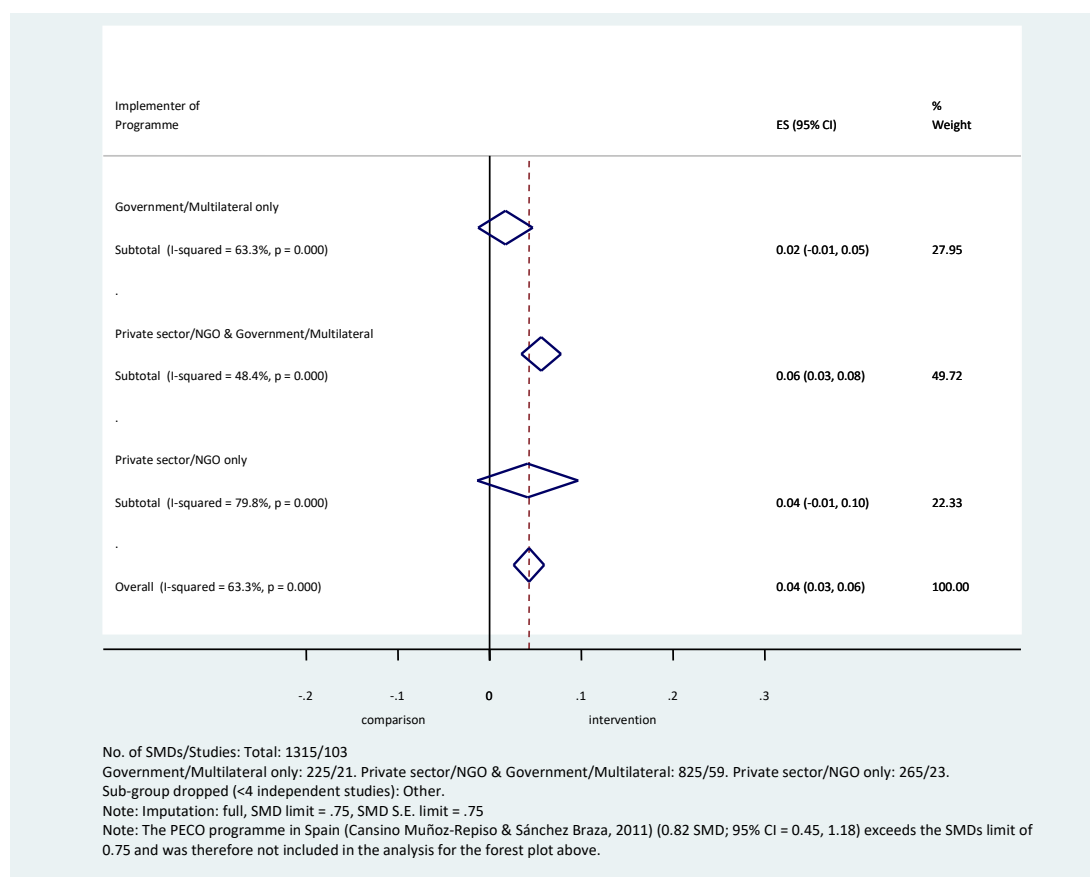 Implementer of
Programme
ES (95% CI)
%
Weight
Government/Multilateral only
Subtotal (I-squared = 63.3%, p = 0.000)
0.02 (-0.01, 0.05)
27.95
.
Private sector/NGO & Government/Multilateral
Subtotal (I-squared = 48.4%, p = 0.000)
0.06 (0.03, 0.08)
49.72
.
Private sector/NGO only
Subtotal (I-squared = 79.8%, p = 0.000)
0.04 (-0.01, 0.10)
22.33
.
Overall (I-squared = 63.3%, p = 0.000)
0.04 (0.03, 0.06)
100.00
-.2 -.1 0 .1 .2 .3
comparison intervention
No. of SMDs/Studies: Total: 1315/103
Government/Multilateral only: 225/21. Private sector/NGO & Government/Multilateral: 825/59. Private sector/NGO only: 265/23.
Sub-group dropped (<4 independent studies): Other.
Note: Imputation: full, SMD limit = .75, SMD S.E. limit = .75
Note: The PECO programme in Spain (Cansino Muñoz-Repiso & Sánchez Braza, 2011) (0.82 SMD; 95% CI = 0.45, 1.18) exceeds the SMDs limit of
0.75 and was therefore not included in the analysis for the forest plot above.